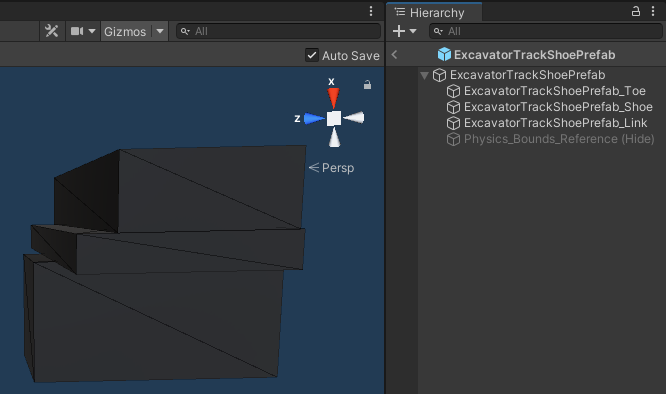 Hierarchy
Gizmos
All
All
Auto Save
ExcavatorTrackShoePrefab
ExcavatorTrackShoePrefab
ExcavatorTrackShoePrefab_Toe
ExcavatorTrackShoePrefab_Shoe
ExcavatorTrackShoePrefab_Link
Physics_Bounds_Reference (Hide)
x
z
Persp